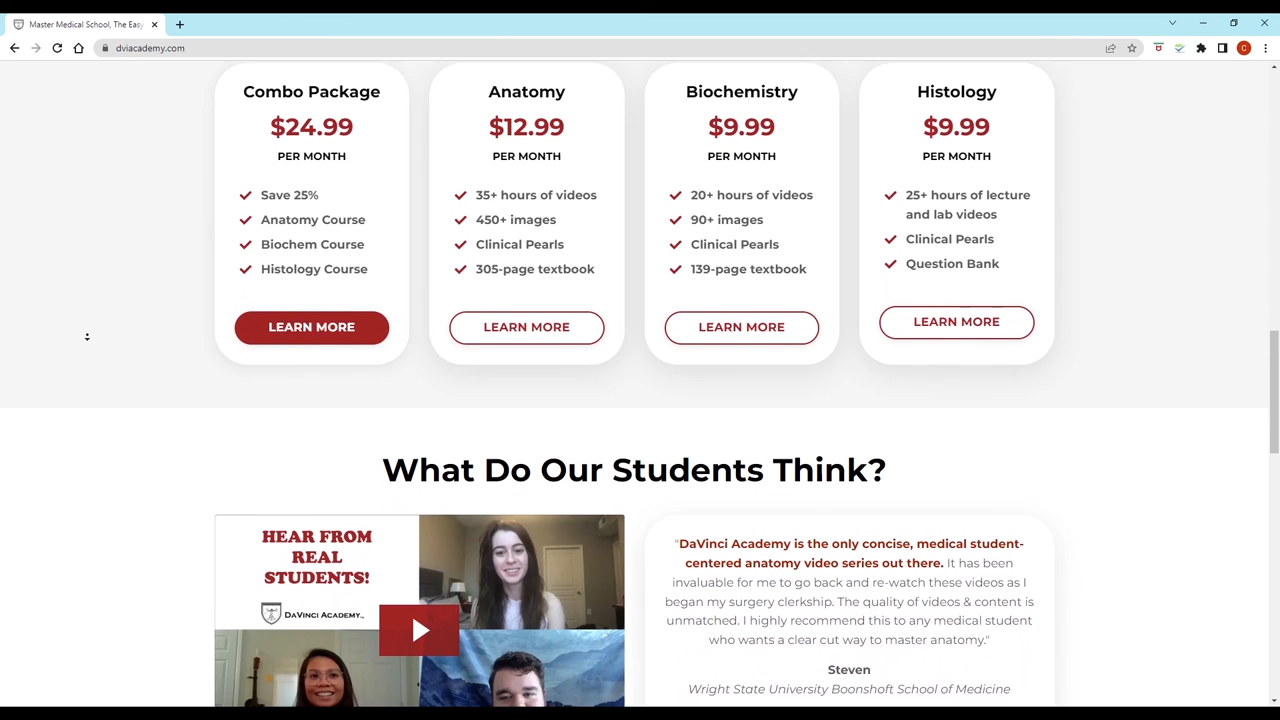 Master Medical School, The Easy
dviacademy.com
C
Combo Package
$24.99
PER MONTH
Save 25%
Anatomy Course
Biochem Course
Histology Course
LEARN MORE
Anatomy
$12.99
PER MONTH
35+ hours of videos
450+ images
Clinical Pearls
305-page textbook
LEARN MORE
Biochemistry
$9.99
PER MONTH
20+ hours of videos
90+ images
Clinical Pearls
139-page textbook
LEARN MORE
Histology
$9.99
PER MONTH
25+ hours of lecture
and lab videos
Clinical Pearls
Question Bank
LEARN MORE
What Do Our Students Think?
HEAR FROM
REAL
STUDENTS!
DAVINCI ACADEMY
"DaVinci Academy is the only concise, medical student-
centered anatomy video series out there. It has been
invaluable for me to go back and re-watch these videos as I
began my surgery clerkship. The quality of videos & content is
unmatched. I highly recommend this to any medical student
who wants a clear cut way to master anatomy."
Steven
Wright State University Boonshoft School of Medicine